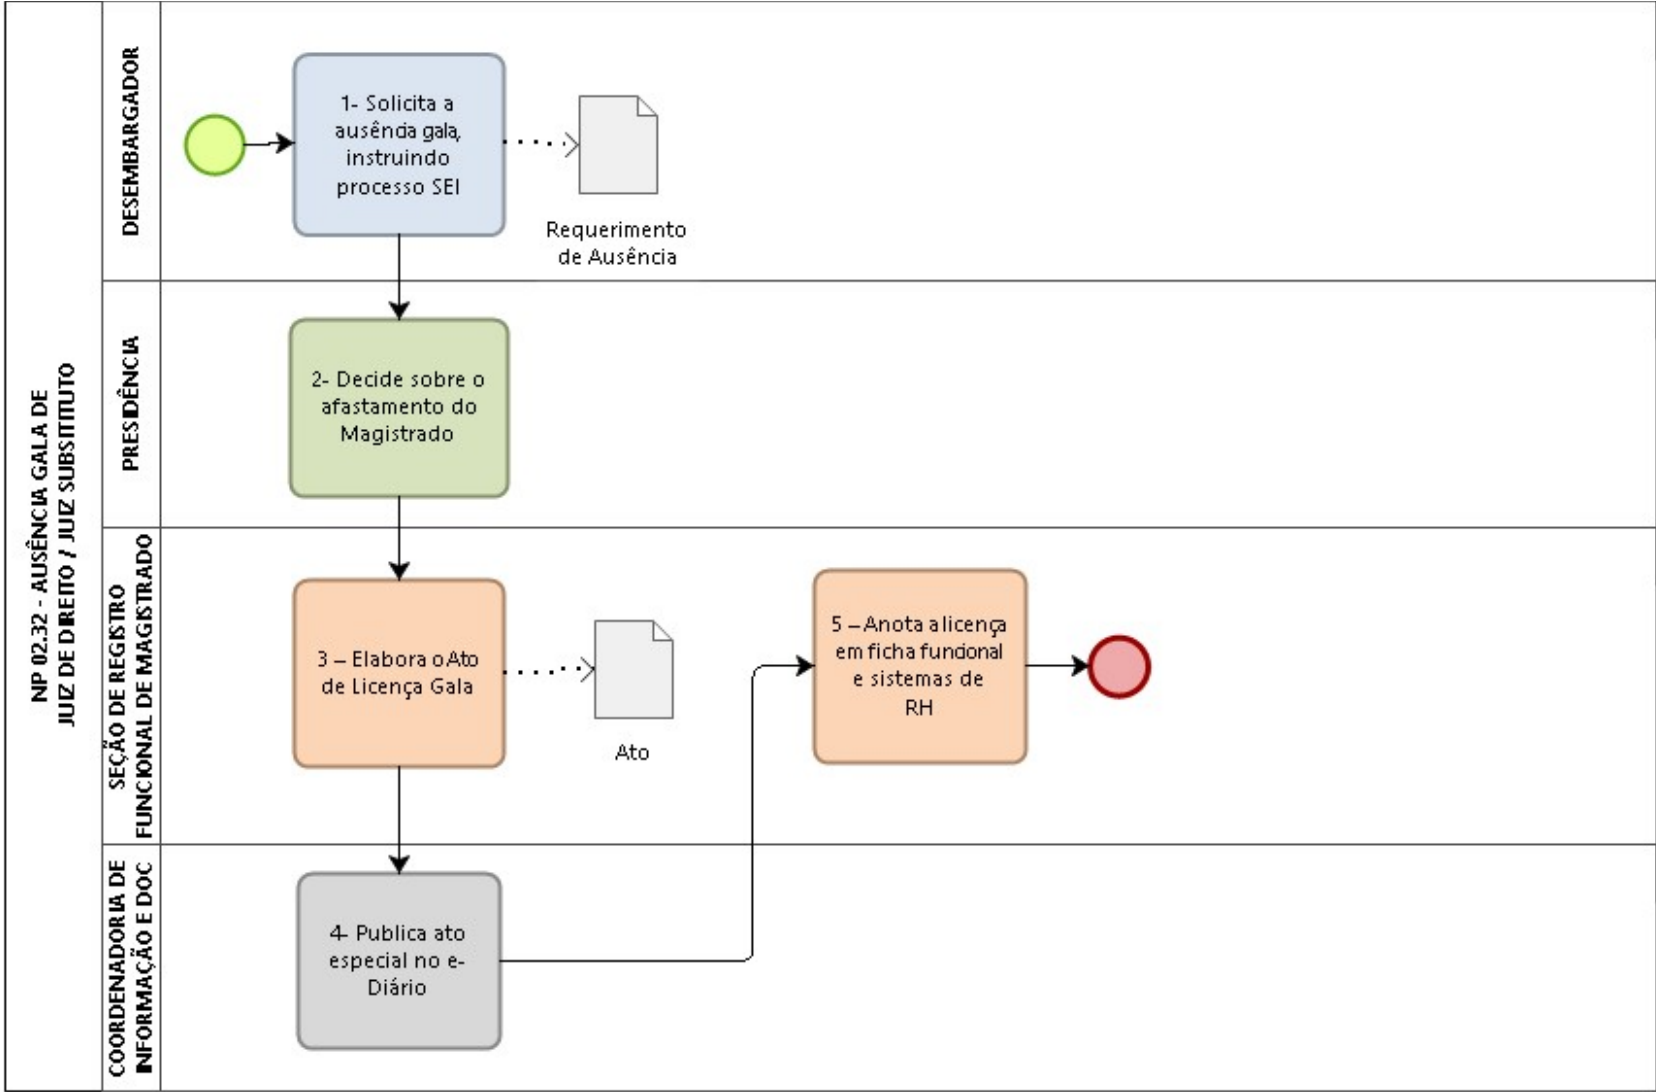 NP 02.32 - AUSÊNCIA GALA DE
JUIZ DE DIREITO / JUIZ SUBSTITUTO
DESEMBARGADOR
1- Solicita a
ausência gala,
instruindo
processo SEI
Requerimento
de Ausência
PRESIDÊNCIA
2- Decide sobre o
afastamento do
Magistrado
SEÇÃO DE REGISTRO
FUNCIONAL DE MAGISTRADO
3 – Elabora o Ato
de Licença Gala
Ato
5 – Anota a licença
em ficha funcional
e sistemas de
RH
COORDENADORIA DE
INFORMAÇÃO E DOC
4- Publica ato
especial no e-
Diário